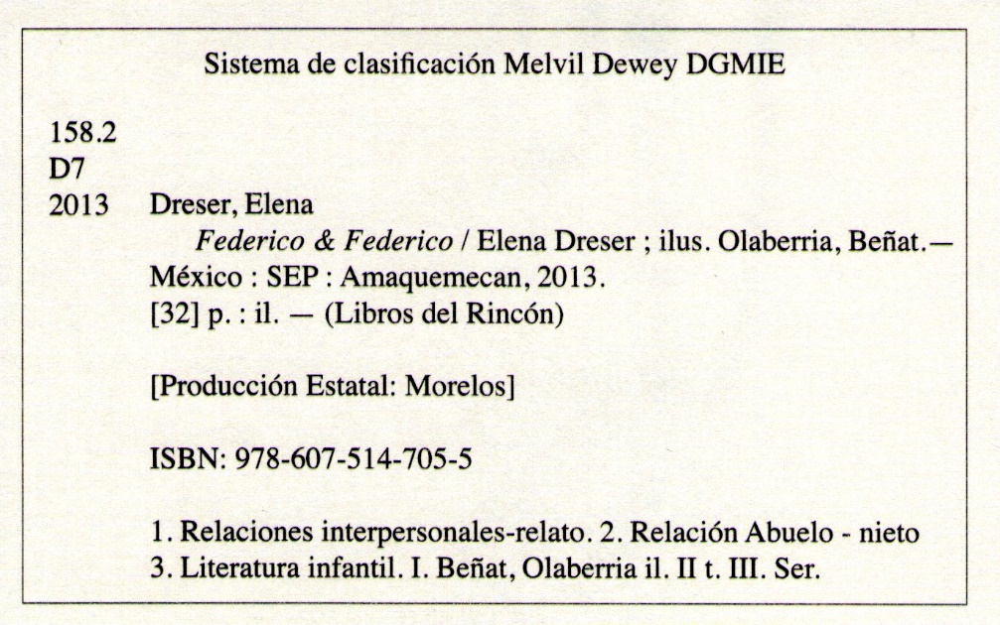 Sistema de clasificación Melvil Dewey DGMIE
158.2
D7
2013 Dreser, Elena
Federico & Federico / Elena Dreser ; ilus. Olaberria, Beñat.—
México : SEP : Amaquemecan, 2013.
[32] p. : il. — (Libros del Rincón)
[Producción Estatal: Morelos]
ISBN: 978-607-514-705-5
1. Relaciones interpersonales-relato. 2. Relación Abuelo - nieto
3. Literatura infantil. I. Beñat, Olaberria il. II t. III. Ser.